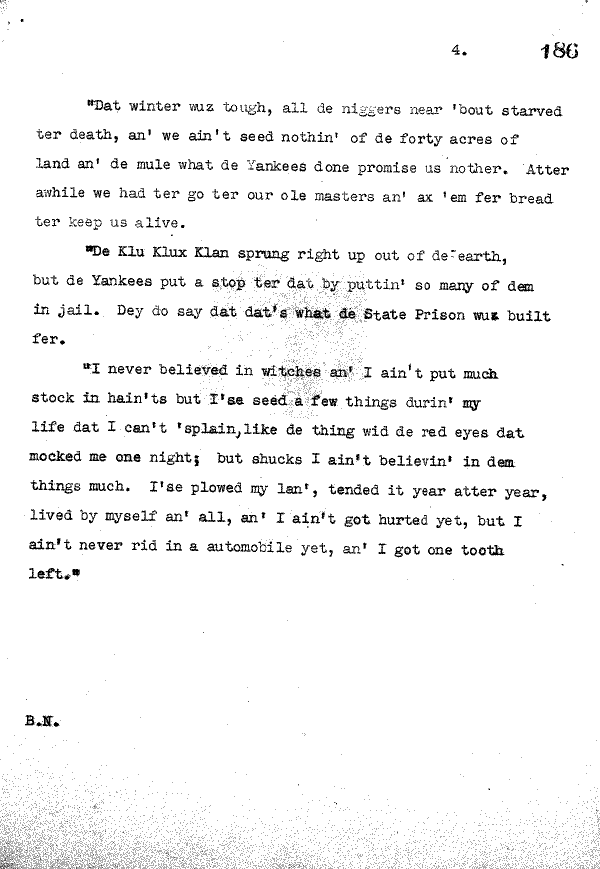 4. 186
"Dat winter wuz tough, all de niggers near 'bout starved
ter death, an' we ain't seed nothin' of de forty acres of
land an' de mule what de Yankees done promise us nother. Atter
awhile we had ter go ter our ole masters an' ax 'em fer bread
ter keep us alive.
"De Klu Klux Klan sprung right up out of de earth,
but de Yankees put a stop ter dat by puttin' so many of dem
in jail. Dey do say dat dat's what de State Prison wuz built
fer.
"I never believed in witches an' I ain't put much
stock in hain'ts but I'se seed a few things durin' my
life dat I can't 'splain, like de thing wid de red eyes dat
mocked me one night; but shucks I ain't believin' in dem
things much. I'se plowed my lan', tended it year atter year,
lived by myself an' all, an' I ain't got hurted yet, but I
ain't never rid in a automobile yet, an' I got one tooth
left."
B.N.